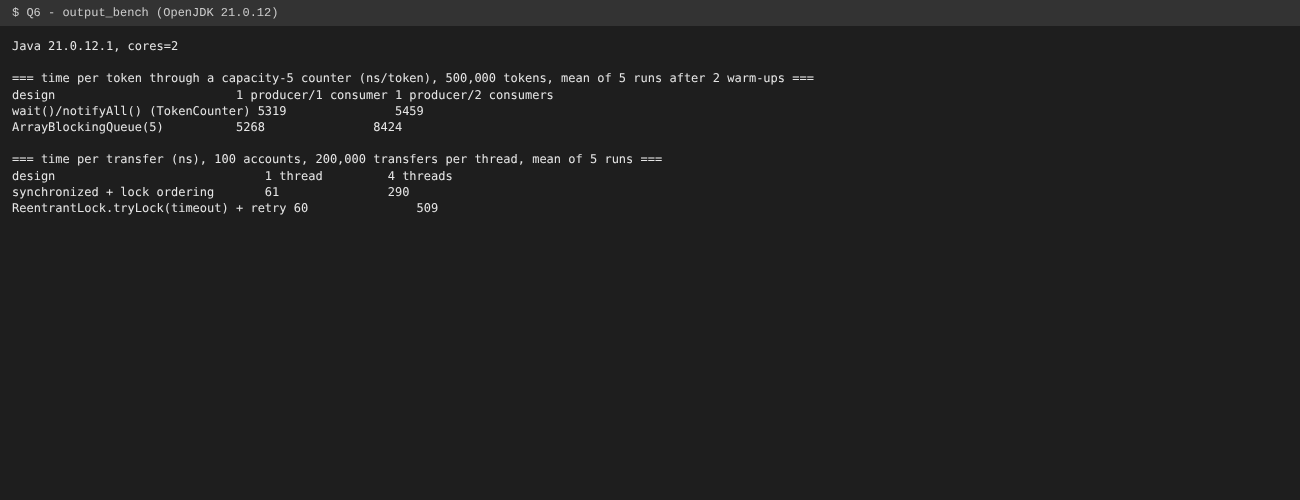 $ Q6 - output_bench (OpenJDK 21.0.12)
Java 21.0.12.1, cores=2
=== time per token through a capacity-5 counter (ns/token), 500,000 tokens, mean of 5 runs after 2 warm-ups ===
design                         1 producer/1 consumer 1 producer/2 consumers
wait()/notifyAll() (TokenCounter) 5319               5459
ArrayBlockingQueue(5)          5268               8424
=== time per transfer (ns), 100 accounts, 200,000 transfers per thread, mean of 5 runs ===
design                             1 thread         4 threads
synchronized + lock ordering       61               290
ReentrantLock.tryLock(timeout) + retry 60               509